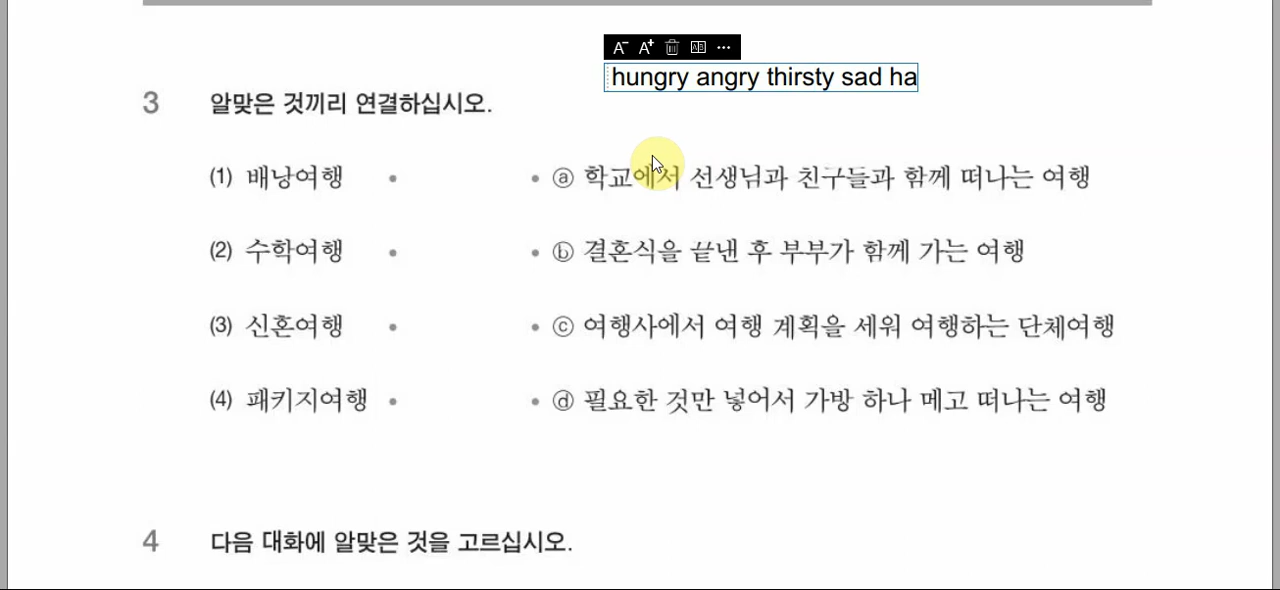 A- A+ AB ...
hungry angry thirsty sad ha
3 알맞은 것끼리 연결하십시오.
(1) 배낭여행 • • ⓐ 학교에서 선생님과 친구들과 함께 떠나는 여행
(2) 수학여행 • • ⓑ 결혼식을 끝낸 후 부부가 함께 가는 여행
(3) 신혼여행 • • ⓒ 여행사에서 여행 계획을 세워 여행하는 단체여행
(4) 패키지여행 • • ⓓ 필요한 것만 넣어서 가방 하나 메고 떠나는 여행
4 다음 대화에 알맞은 것을 고르십시오.